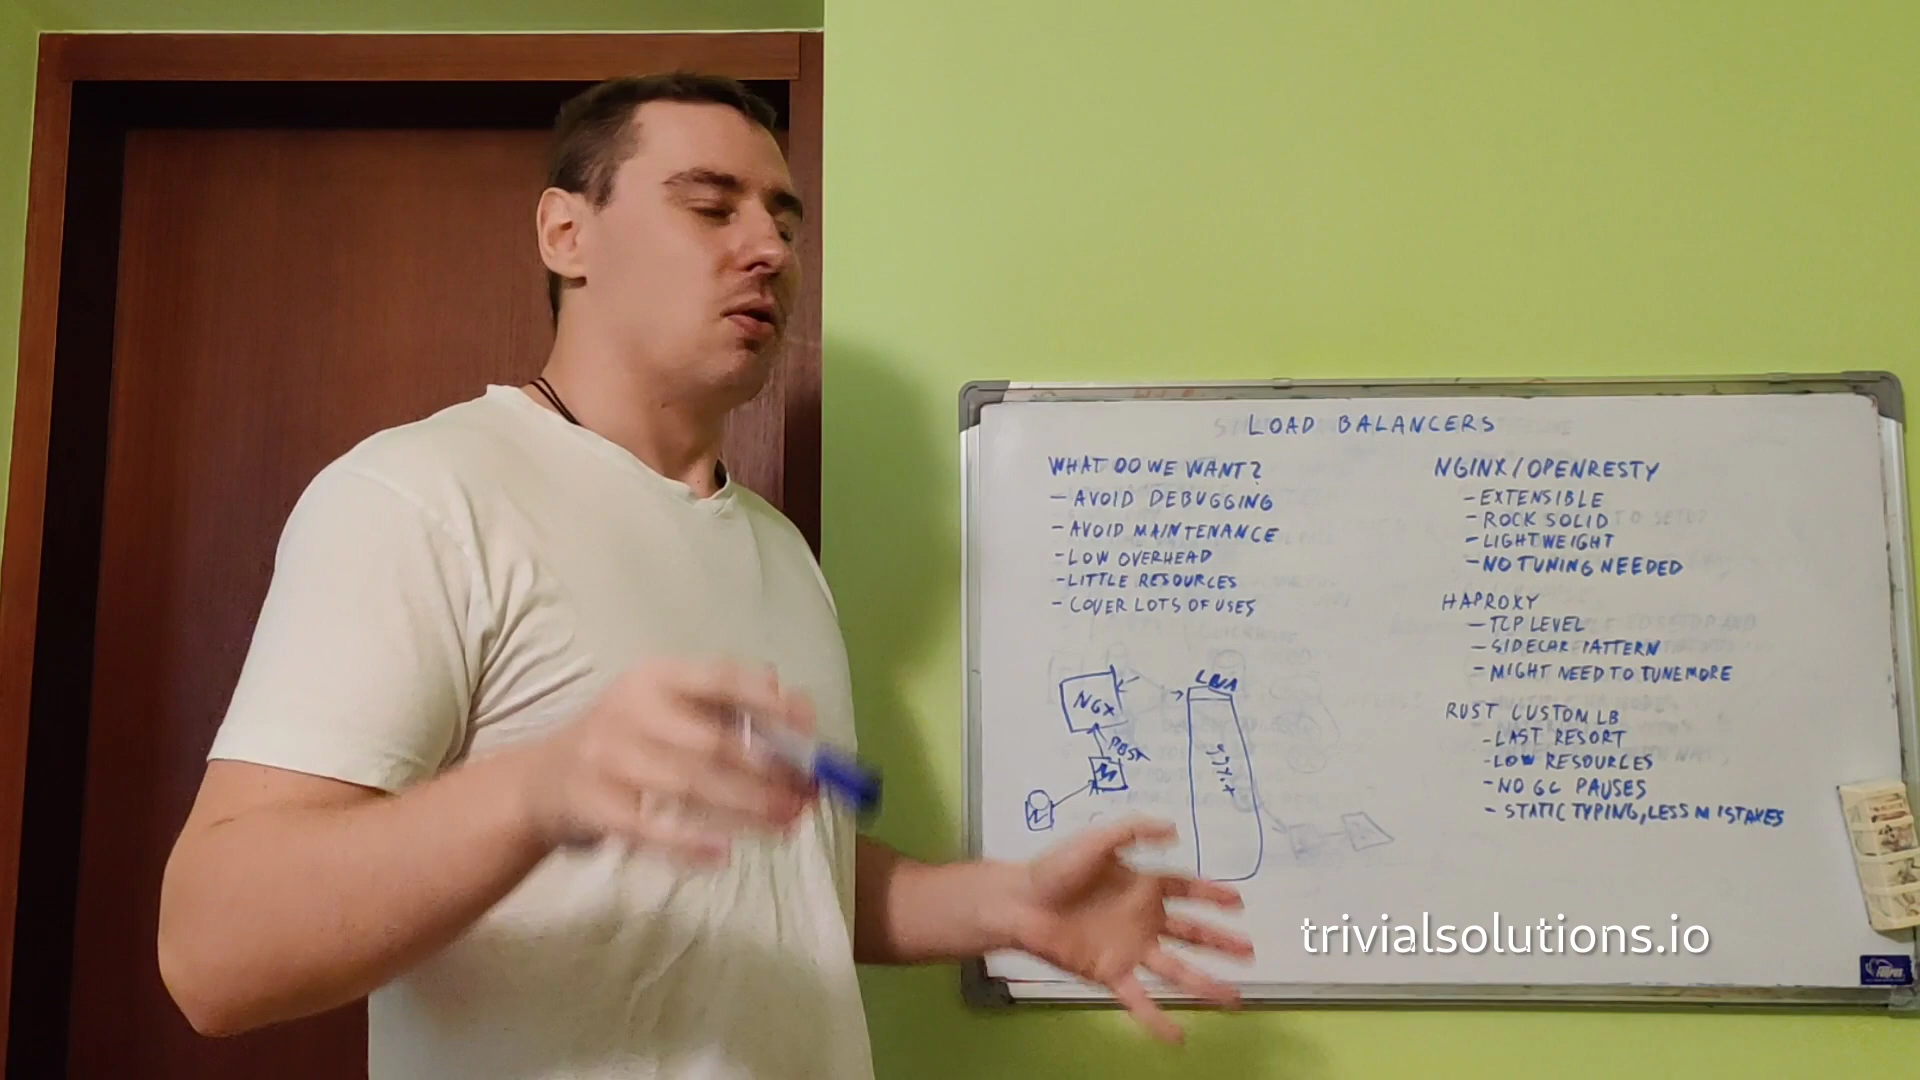 LOAD BALANCERS
WHAT DO WE WANT?
- AVOID DEBUGGING
- AVOID MAINTENANCE
- LOW OVERHEAD
- LITTLE RESOURCES
- COVER LOTS OF USES
NGINX/OPENRESTY
- EXTENSIBLE
- ROCK SOLID
- LIGHTWEIGHT
- NO TUNING NEEDED
HAPROXY
- TCP LEVEL
- SIDECAR PATTERN
- MIGHT NEED TO TUNE MORE
RUST CUSTOM LB
- LAST RESORT
- LOW RESOURCES
- NO GC PAUSES
- STATIC TYPING, LESS MISTAKES
NGX
trivialsolutions.io